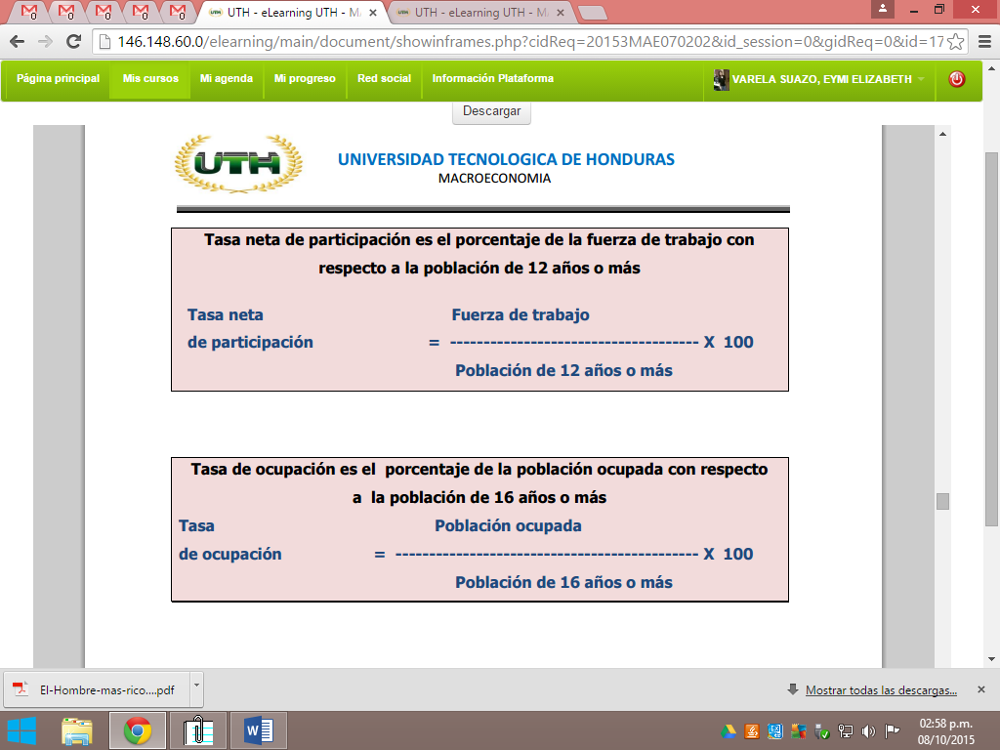 M M M M M UTH - eLearning UTH - M UTH - eLearning UTH - M
146.148.60.0/elearning/main/document/showinframes.php?cidReq=20153MAE070202&id_session=0&gidReq=0&id=17
Página principal Mis cursos Mi agenda Mi progreso Red social Información Plataforma VARELA SUAZO, EYMI ELIZABETH
Descargar
UTH
UNIVERSIDAD TECNOLOGICA DE HONDURAS
MACROECONOMIA
Tasa neta de participación es el porcentaje de la fuerza de trabajo con
respecto a la población de 12 años o más
Tasa neta Fuerza de trabajo
de participación = ------------------------------------- X 100
Población de 12 años o más
Tasa de ocupación es el porcentaje de la población ocupada con respecto
a la población de 16 años o más
Tasa Población ocupada
de ocupación = --------------------------------------------- X 100
Población de 16 años o más
El-Hombre-mas-rico....pdf Mostrar todas las descargas...
02:58 p.m.
08/10/2015